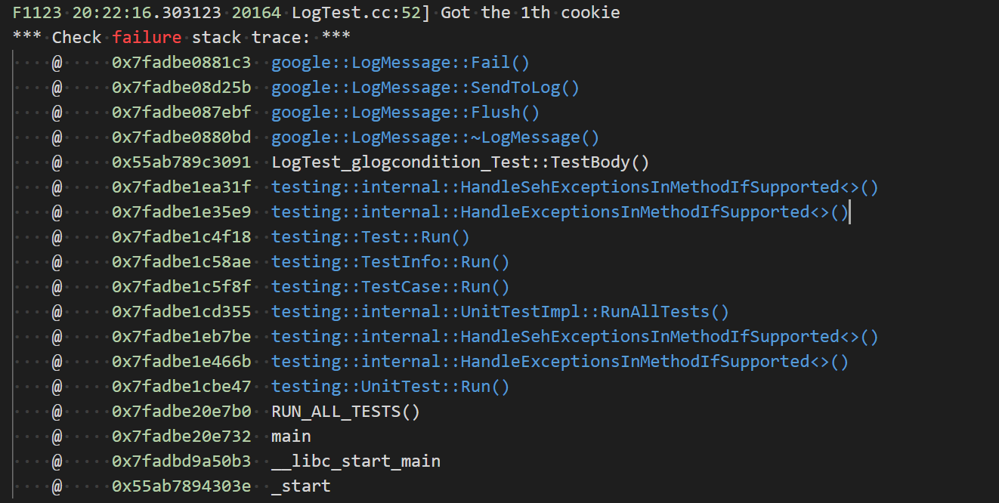 F1123 20:22:16.303123 20164 LogTest.cc:52] Got the 1th cookie
*** Check failure stack trace: ***
    @     0x7fadbe0881c3  google::LogMessage::Fail()
    @     0x7fadbe08d25b  google::LogMessage::SendToLog()
    @     0x7fadbe087ebf  google::LogMessage::Flush()
    @     0x7fadbe0880bd  google::LogMessage::~LogMessage()
    @     0x55ab789c3091  LogTest_glogcondition_Test::TestBody()
    @     0x7fadbe1ea31f  testing::internal::HandleSehExceptionsInMethodIfSupported<>()
    @     0x7fadbe1e35e9  testing::internal::HandleExceptionsInMethodIfSupported<>()
    @     0x7fadbe1c4f18  testing::Test::Run()
    @     0x7fadbe1c58ae  testing::TestInfo::Run()
    @     0x7fadbe1c5f8f  testing::TestCase::Run()
    @     0x7fadbe1cd355  testing::internal::UnitTestImpl::RunAllTests()
    @     0x7fadbe1eb7be  testing::internal::HandleSehExceptionsInMethodIfSupported<>()
    @     0x7fadbe1e466b  testing::internal::HandleExceptionsInMethodIfSupported<>()
    @     0x7fadbe1cbe47  testing::UnitTest::Run()
    @     0x7fadbe20e7b0  RUN_ALL_TESTS()
    @     0x7fadbe20e732  main
    @     0x7fadbd9a50b3  __libc_start_main
    @     0x55ab7894303e  _start